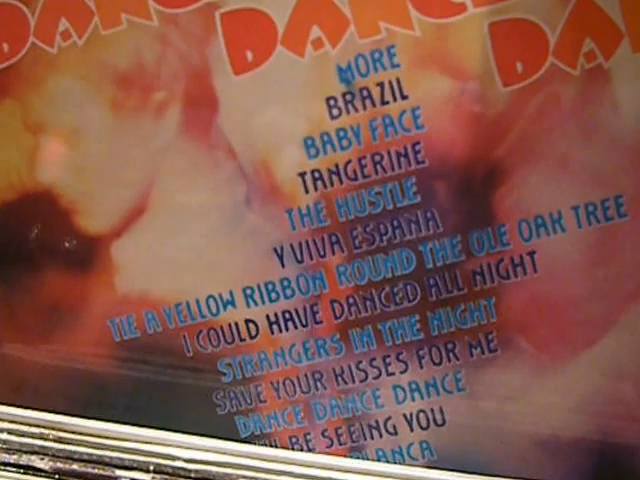 DANCE DANCE DA
MORE
BRAZIL
BABY FACE
TANGERINE
THE HUSTLE
Y VIVA ESPANA
TIE A YELLOW RIBBON ROUND THE OLE OAK TREE
I COULD HAVE DANCED ALL NIGHT
STRANGERS IN THE NIGHT
SAVE YOUR KISSES FOR ME
DANCE DANCE DANCE
BE SEEING YOU
BLANCA